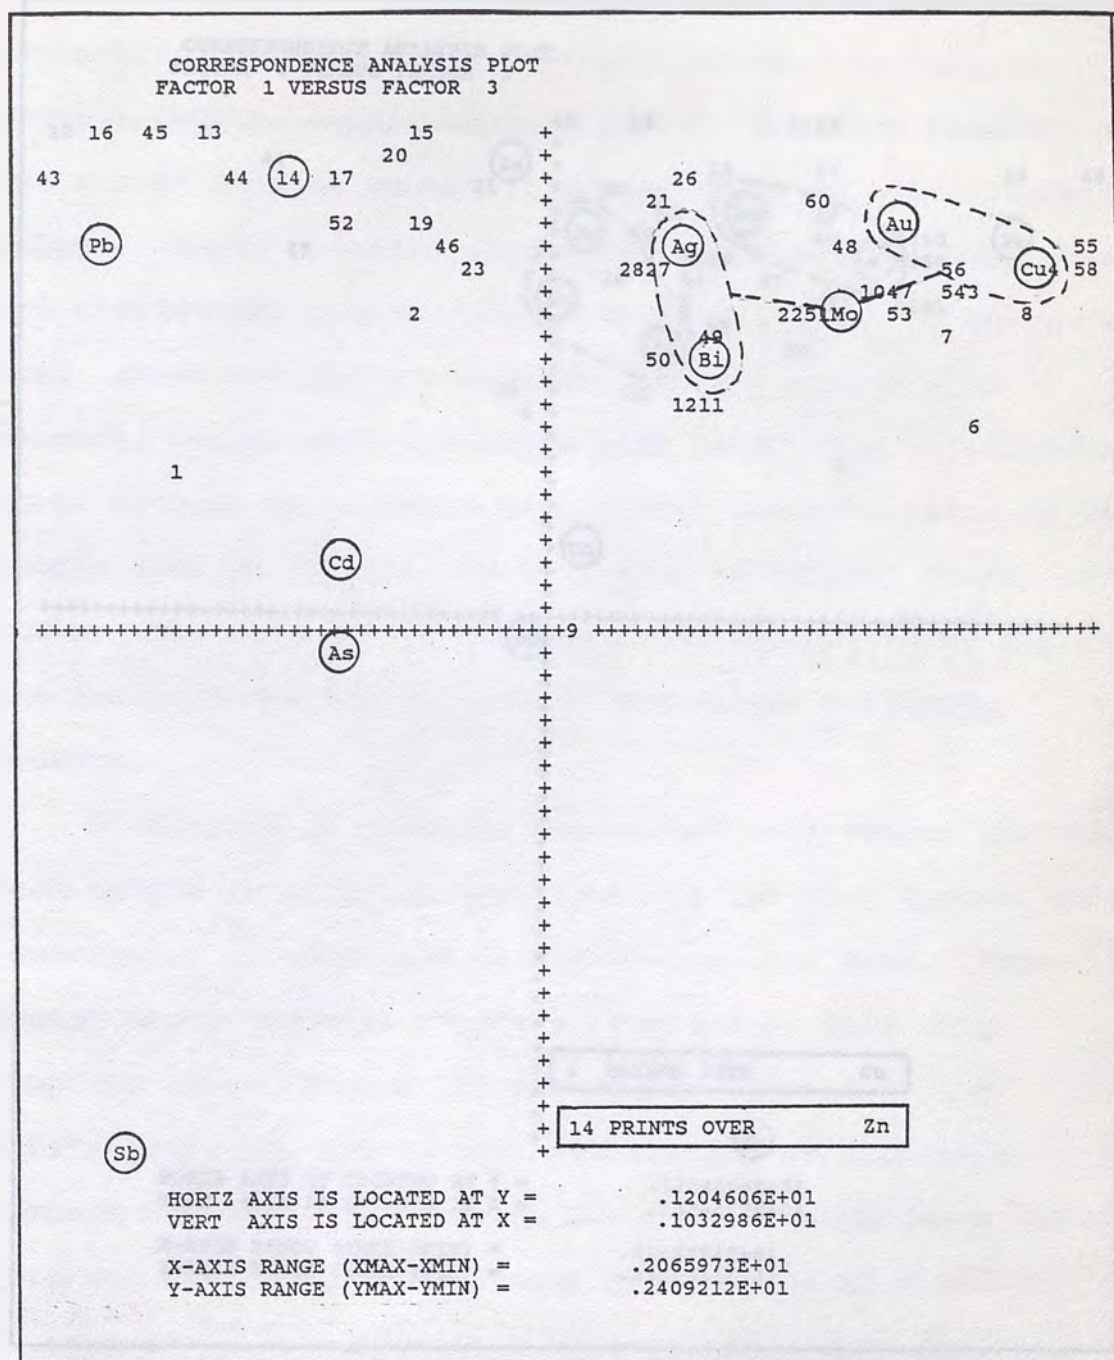 CORRESPONDENCE ANALYSIS PLOT
FACTOR 1 VERSUS FACTOR 3
16 45 13 15
20
43 44 14 17 26
21 60
52 19 Au
Pb 46 Ag 48 55
23 2827 56 Cu4 58
1047 543
2 2251Mo 53 8
49 7
50 Bi
1211
6
1
Cd
9
As
14 PRINTS OVER Zn
Sb
HORIZ AXIS IS LOCATED AT Y = .1204606E+01
VERT AXIS IS LOCATED AT X = .1032986E+01
X-AXIS RANGE (XMAX-XMIN) = .2065973E+01
Y-AXIS RANGE (YMAX-YMIN) = .2409212E+01